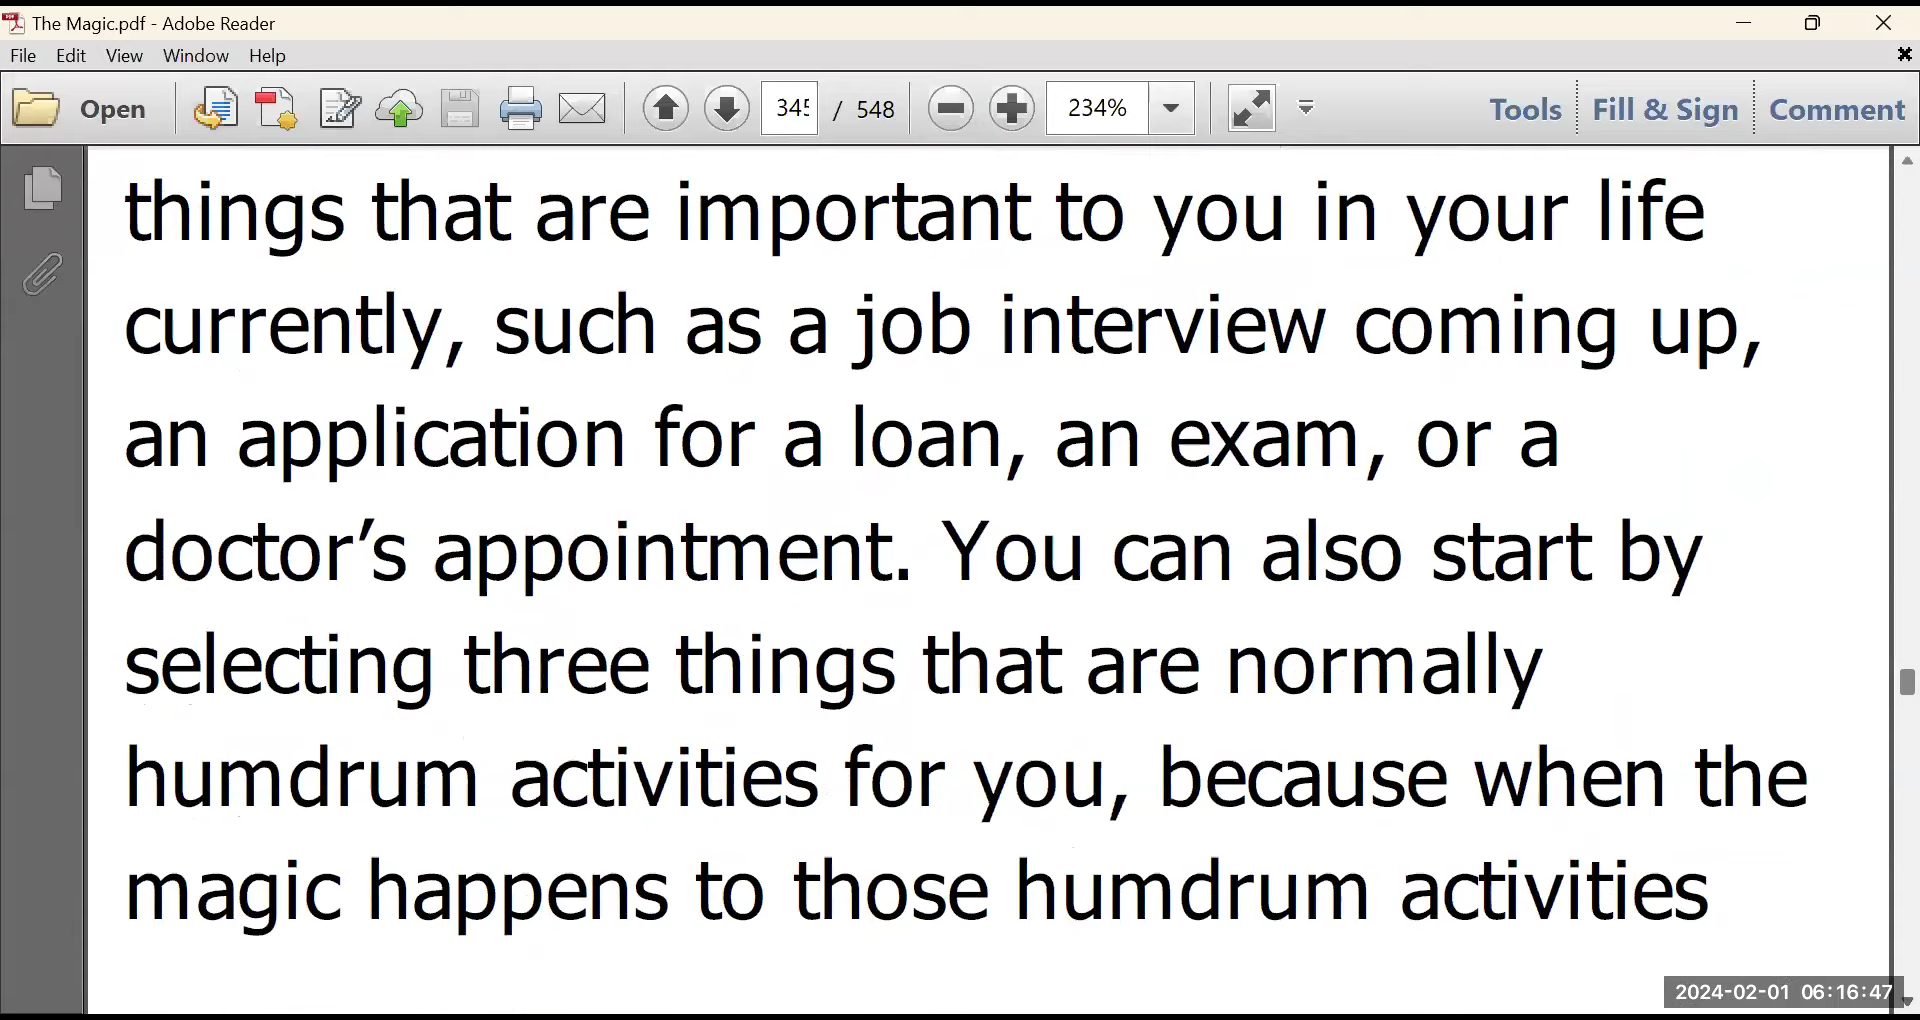 The Magic.pdf - Adobe Reader
File Edit View Window Help
Open 345 / 548 234% Tools Fill & Sign Comment
things that are important to you in your life
currently, such as a job interview coming up,
an application for a loan, an exam, or a
doctor’s appointment. You can also start by
selecting three things that are normally
humdrum activities for you, because when the
magic happens to those humdrum activities
2024-02-01 06:16:47